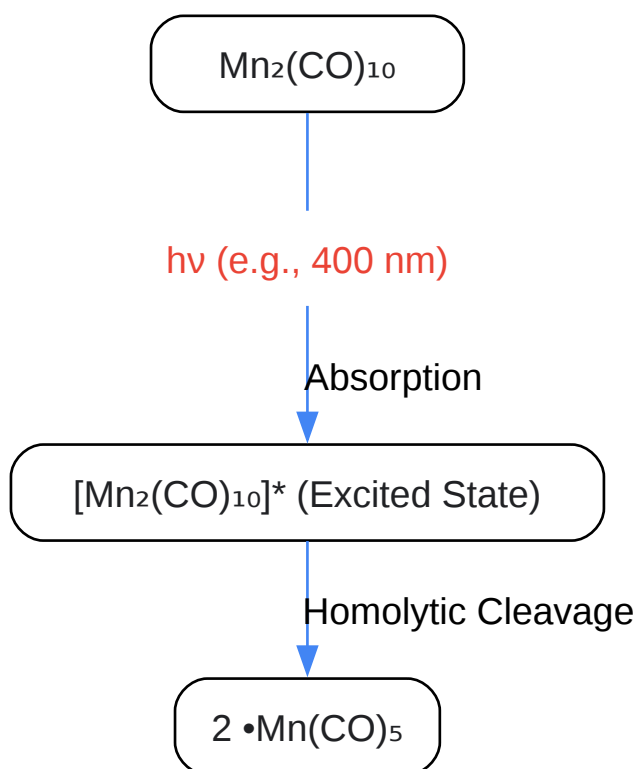 Mn₂(CO)₁₀
hν (e.g., 400 nm)
Absorption
[Mn₂(CO)₁₀]* (Excited State)
Homolytic Cleavage
2 •Mn(CO)₅